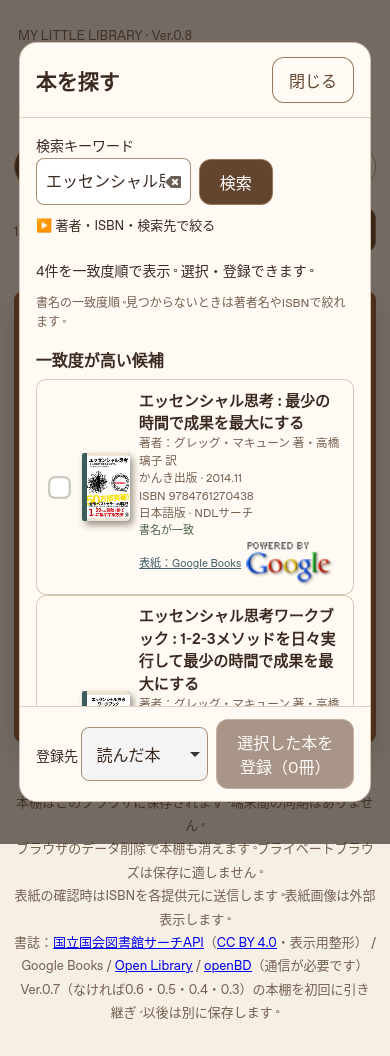 MY LITTLE LIBRARY · Ver.0.8
本を探す
閉じる
検索キーワード
エッセンシャル思
検索
▶ 著者・ISBN・検索先で絞る
4件を一致度順で表示。選択・登録できます。
書名の一致度順。見つからないときは著者名やISBNで絞れ
ます。
一致度が高い候補
エッセンシャル思考 : 最少の
時間で成果を最大にする
著者：グレッグ・マキューン 著・高橋
璃子 訳
かんき出版 · 2014.11
ISBN 9784761270438
日本語版 · NDLサーチ
書名が一致
表紙：Google Books
POWERED BY
Google
エッセンシャル思考ワークブ
ック : 1-2-3メソッドを日々実
行して最少の時間で成果を最
大にする
著者：グレッグ・マキューン 著・高橋
登録先
読んだ本
選択した本を
登録（0冊）
本棚はこのブラウザに保存されます。端末間の同期はありませ
ん。
ブラウザのデータ削除で本棚も消えます。プライベートブラウ
ズは保存に適しません。
表紙の確認時はISBNを各提供元に送信します。表紙画像は外部
表示します。
書誌：国立国会図書館サーチAPI（CC BY 4.0・表示用整形） /
Google Books / Open Library / openBD（通信が必要です）
Ver.0.7（なければ0.6・0.5・0.4・0.3）の本棚を初回に引き
継ぎ、以後は別に保存します。